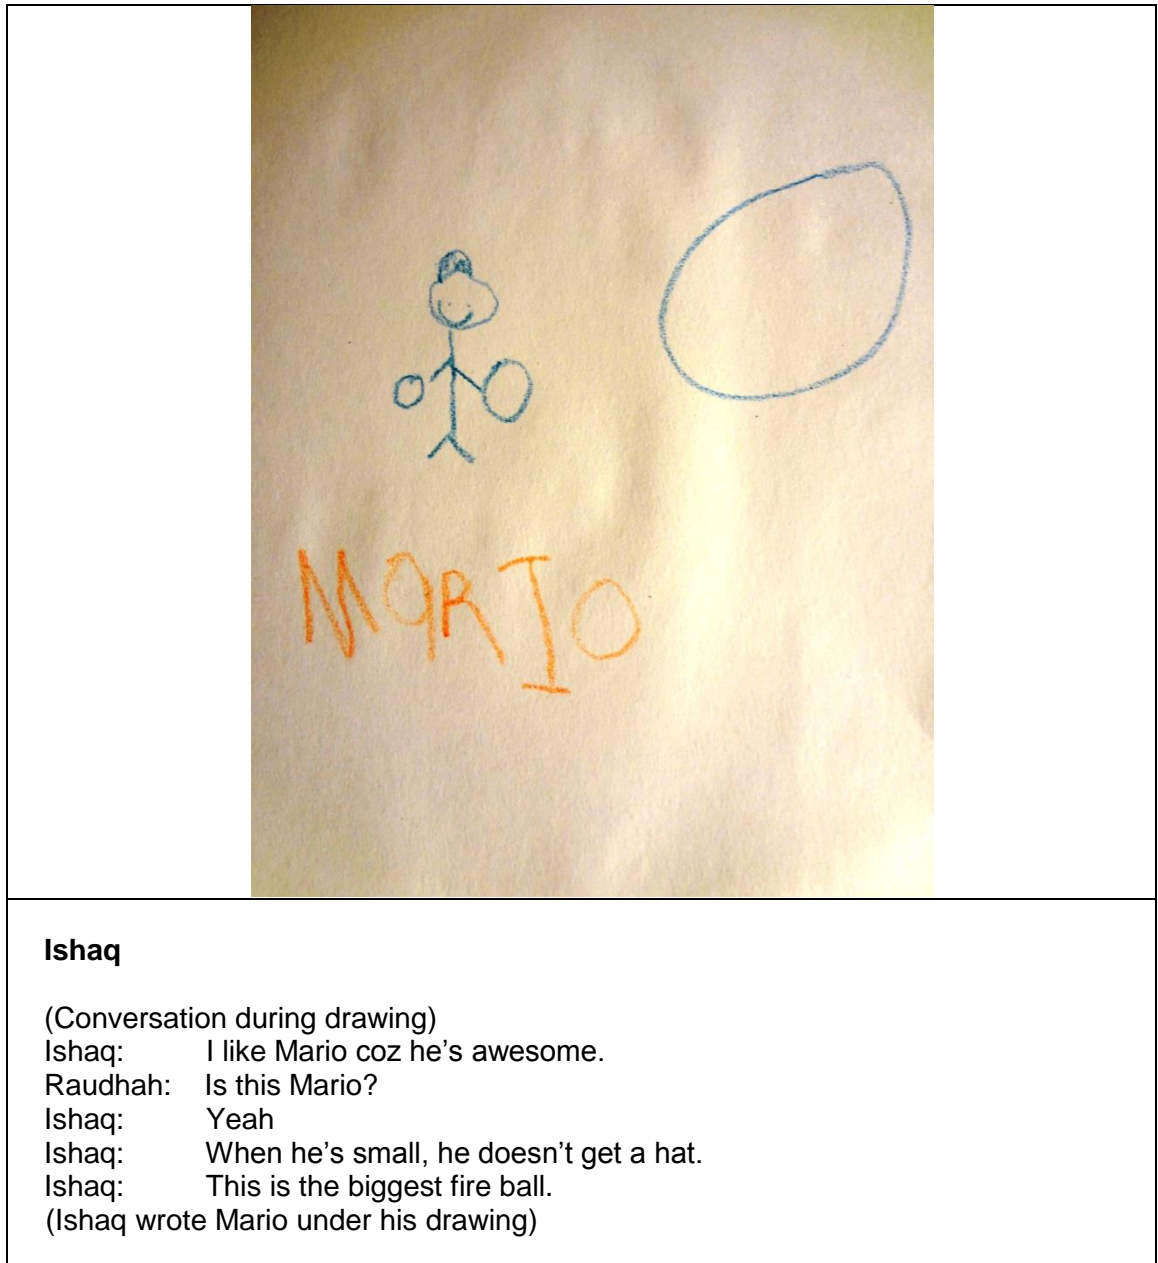 MaRIO
Ishaq
(Conversation during drawing)
Ishaq: I like Mario coz he's awesome.
Raudhah: Is this Mario?
Ishaq: Yeah
Ishaq: When he's small, he doesn't get a hat.
Ishaq: This is the biggest fire ball.
(Ishaq wrote Mario under his drawing)